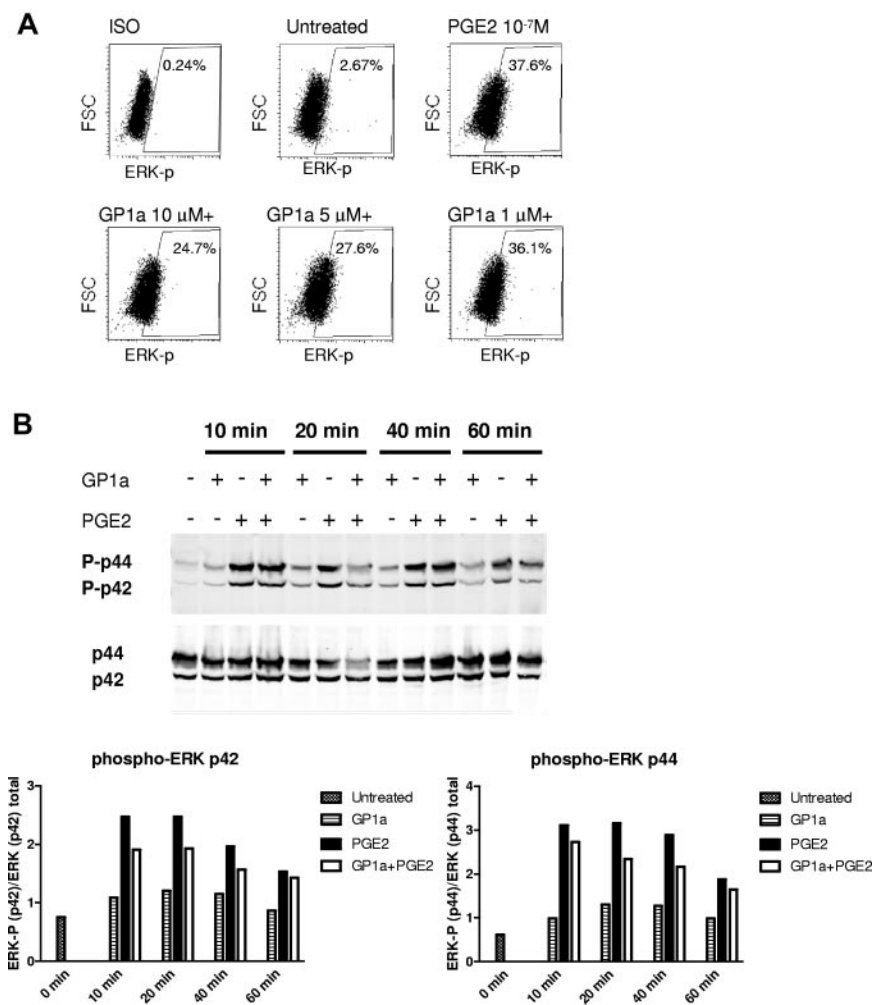 A
ISO Untreated PGE2 10⁻⁷M
0.24% 2.67% 37.6%
FSC FSC FSC
ERK-p ERK-p ERK-p
GP1a 10 µM+ GP1a 5 µM+ GP1a 1 µM+
24.7% 27.6% 36.1%
FSC FSC FSC
ERK-p ERK-p ERK-p
B
10 min 20 min 40 min 60 min
GP1a - + - + + - + + - + + - +
PGE2 - - + + - + + - + + - + +
P-p44
P-p42
p44
p42
phospho-ERK p42
ERK-P (p42)/ERK (p42) total
3
2
1
0
0 min 10 min 20 min 40 min 60 min
Untreated
GP1a
PGE2
GP1a+PGE2
phospho-ERK p44
ERK-P (p44)/ERK (p44) total
4
3
2
1
0
0 min 10 min 20 min 40 min 60 min
Untreated
GP1a
PGE2
GP1a+PGE2